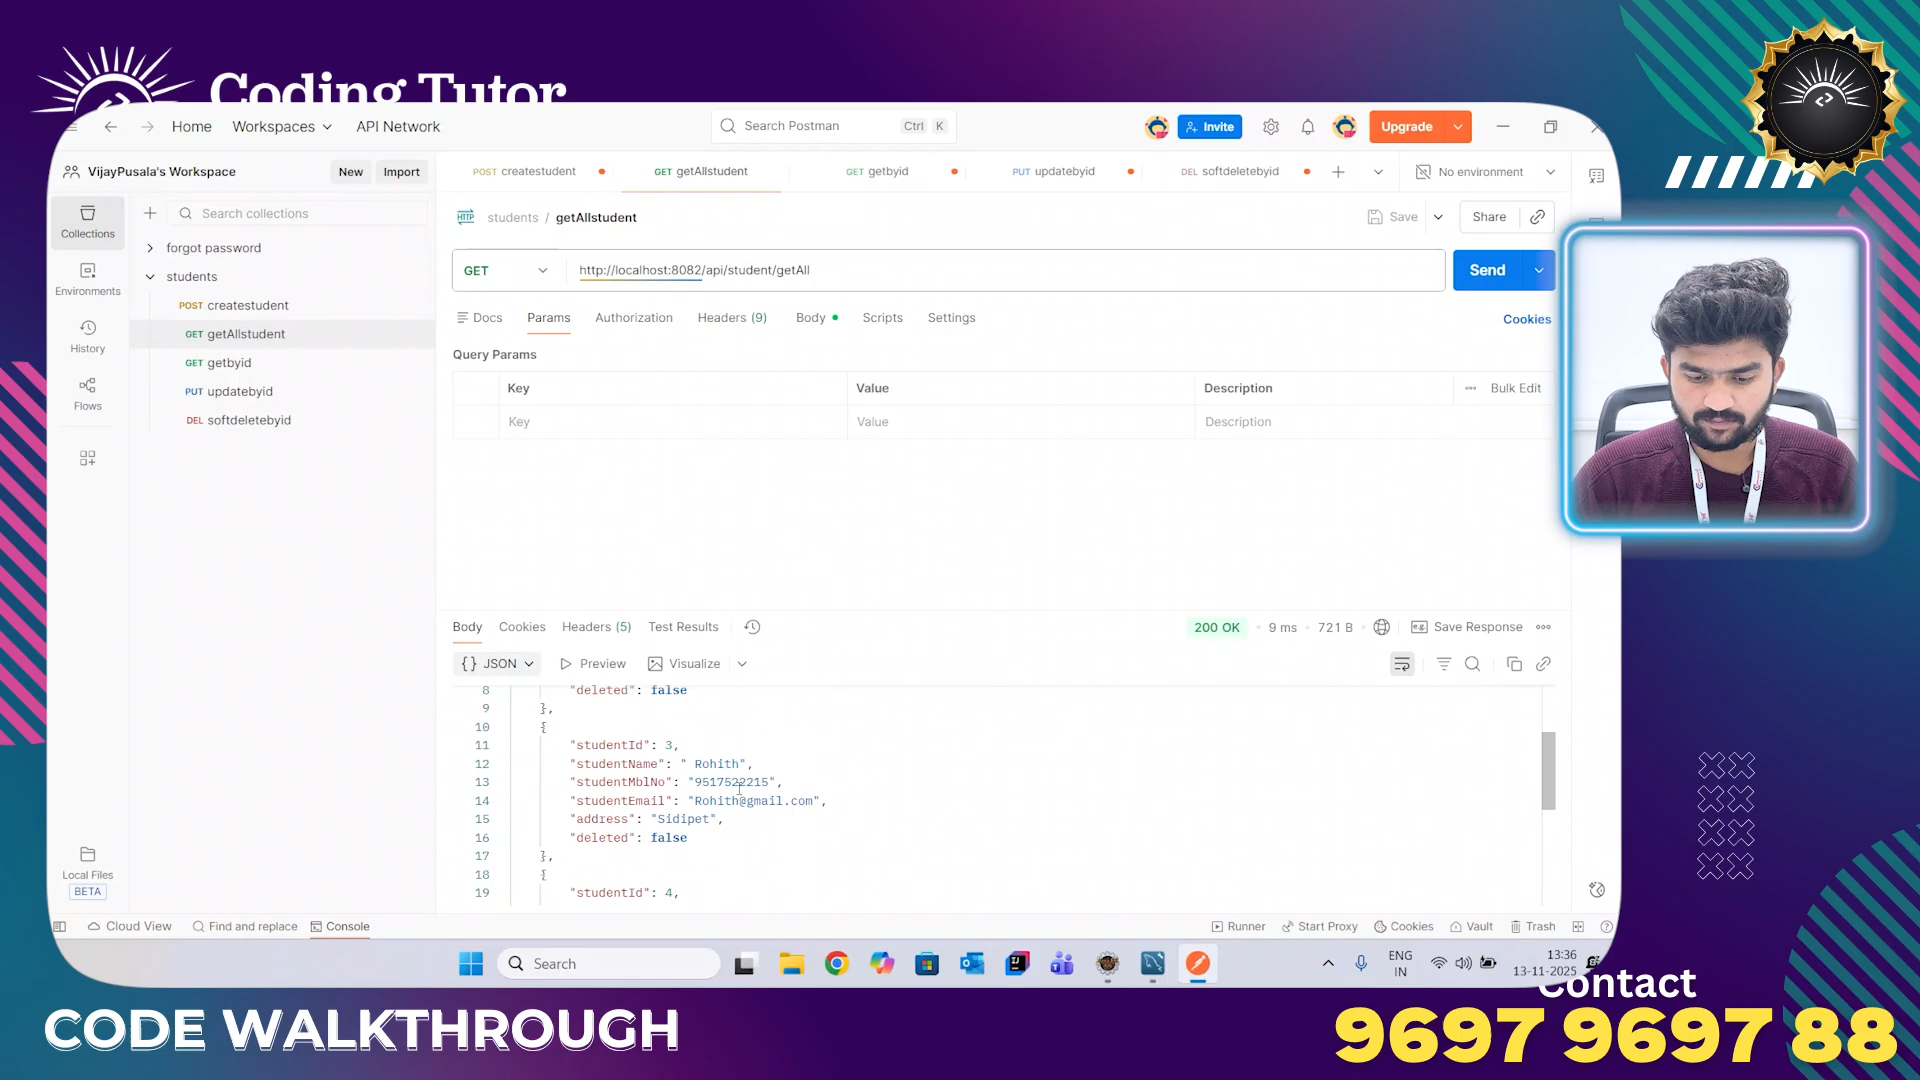 Coding Tutor
Home Workspaces API Network
Search Postman Ctrl K
Invite
Upgrade
VijayPusala's Workspace New Import
POST createstudent GET getAllstudent GET getbyid PUT updatebyid DEL softdeletebyid No environment
Collections
Search collections
HTTP students / getAllstudent Save Share
forgot password
GET http://localhost:8082/api/student/getAll Send
Environments
students
POST createstudent
Docs Params Authorization Headers (9) Body Scripts Settings Cookies
GET getAllstudent
History
Query Params
GET getbyid
Key Value Description Bulk Edit
PUT updatebyid
Flows
Key Value Description
DEL softdeletebyid
Body Cookies Headers (5) Test Results 200 OK 9 ms 721 B e.g. Save Response
{} JSON Preview Visualize
8 "deleted": false
9 },
10 {
11 "studentId": 3,
12 "studentName": " Rohith",
13 "studentMblNo": "9517522215",
14 "studentEmail": "Rohith@gmail.com",
15 "address": "Sidipet",
16 "deleted": false
17 },
18 {
19 "studentId": 4,
Local Files
BETA
Cloud View Find and replace Console Runner Start Proxy Cookies Vault Trash
Search
ENG
IN
13:36
13-11-2025
Contact
CODE WALKTHROUGH
9697 9697 88